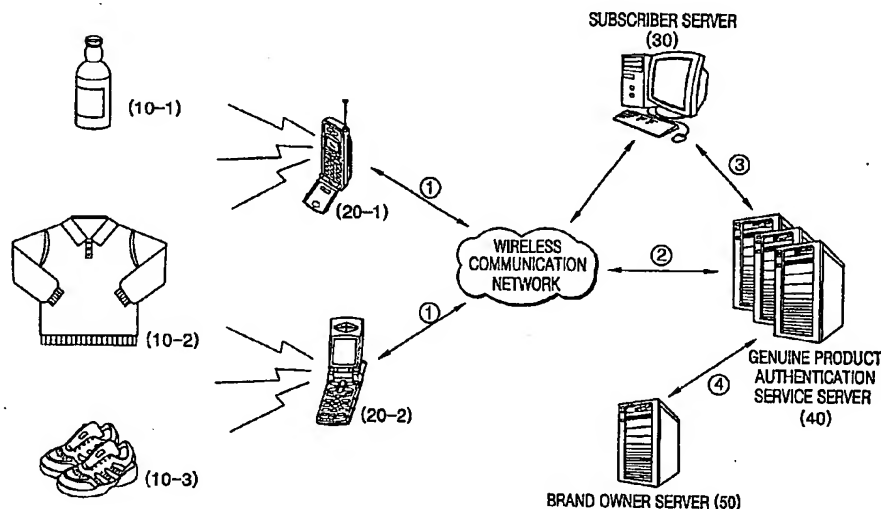 SUBSCRIBER SERVER
(30)
(10-1)
(20-1)
①
③
WIRELESS
COMMUNICATION
NETWORK
②
(10-2)
①
(20-2)
GENUINE PRODUCT
AUTHENTICATION
SERVICE SERVER
(40)
④
(10-3)
BRAND OWNER SERVER (50)